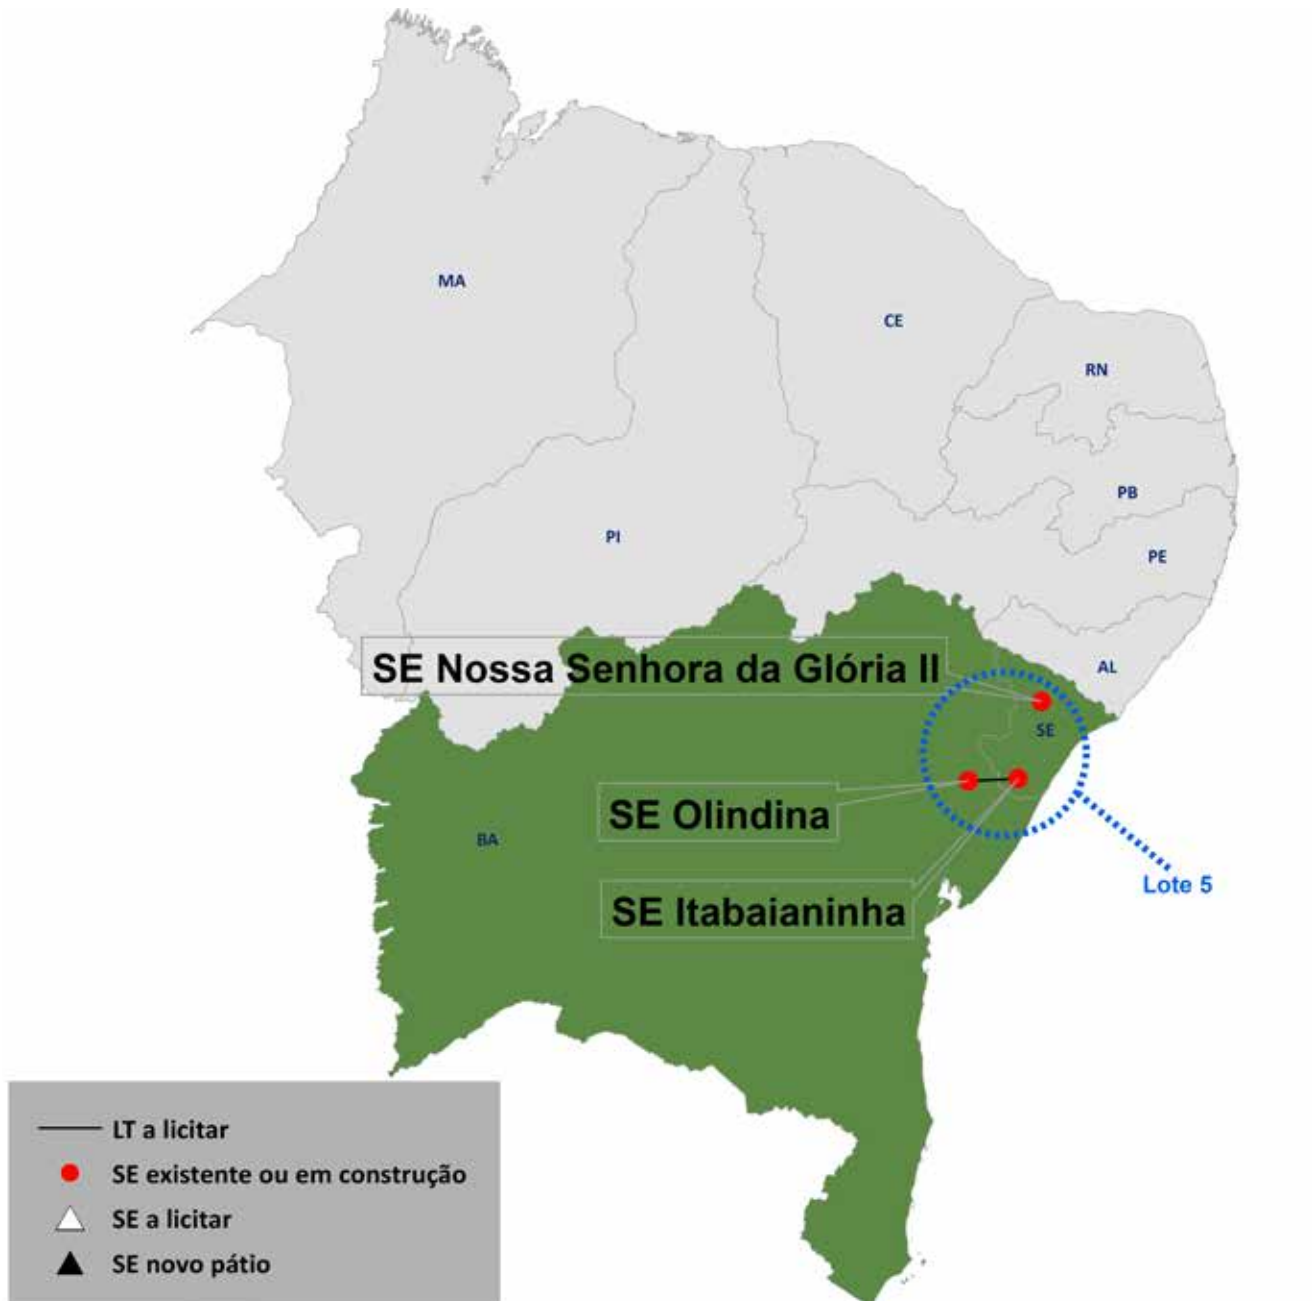 MA
CE
RN
PB
PI
PE
AL
SE Nossa Senhora da Glória II
SE
SE Olindina
BA
Lote 5
SE Itabaianinha
LT a licitar
SE existente ou em construção
SE a licitar
SE novo pátio